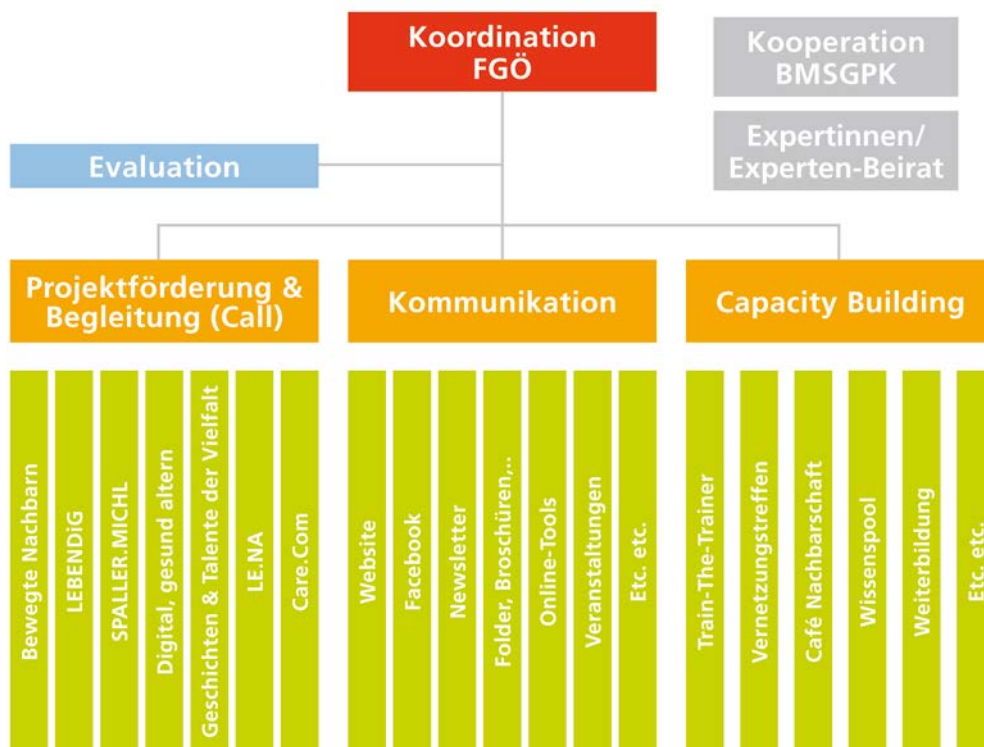 Koordination
FGÖ
Kooperation
BMSGPK
Expertinnen/
Experten-Beirat
Evaluation
Projektförderung &
Begleitung (Call)
Kommunikation
Capacity Building
Bewegte Nachbarn
LEBENDiG
SPALLER.MICHL
Digital, gesund altern
Geschichten & Talente der Vielfalt
LE.NA
Care.Com
Website
Facebook
Newsletter
Folder, Broschüren,..
Online-Tools
Veranstaltungen
Etc. etc.
Train-The-Trainer
Vernetzungstreffen
Café Nachbarschaft
Wissenspool
Weiterbildung
Etc. etc.